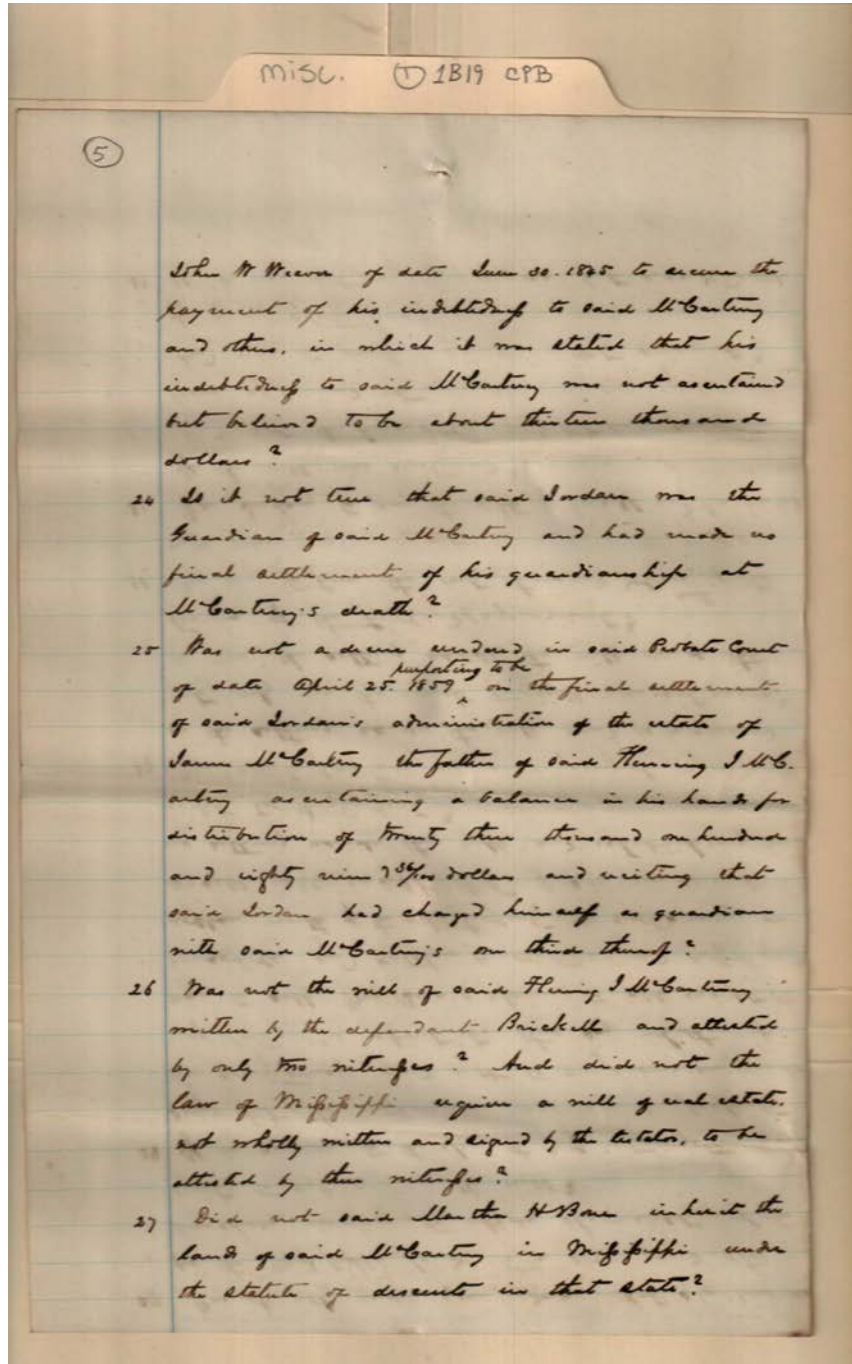 misc. ① 1B19 CPB
5
John W Weaver of date June 30. 1845 to secure the
payment of his indebtedness to said McCartney
and others, in which it was stated that his
indebtedness to said McCartney was not ascertained
but believed to be about thirteen thousand
dollars?
24 Is it not true that said Jordan was the
Guardian of said McCartney and had made no
final settlement of his guardianship at
McCartney's death?
25 Was not a decree rendered in said Probate Court
purporting to be
of date April 25. 1859 ^ on the final settlement
of said Jordan's administration of the estate of
James McCartney the father of said Fleming J McC-
artney ascertaining a balance in his hands for
distribution of twenty three thousand one hundred
and eighty nine & 36/100 dollars and reciting that
said Jordan had charged himself as guardian
with said McCartney's one third thereof?
26 Was not the will of said Fleming J McCartney
written by the defendant Brickell and attested
by only two witnesses? And did not the
law of Mississippi require a will of real estate,
not wholly written and signed by the testator, to be
attested by three witnesses?
27 Did not said Martha H Bone inherit the
lands of said McCartney in Mississippi under
the statute of descents in that state?